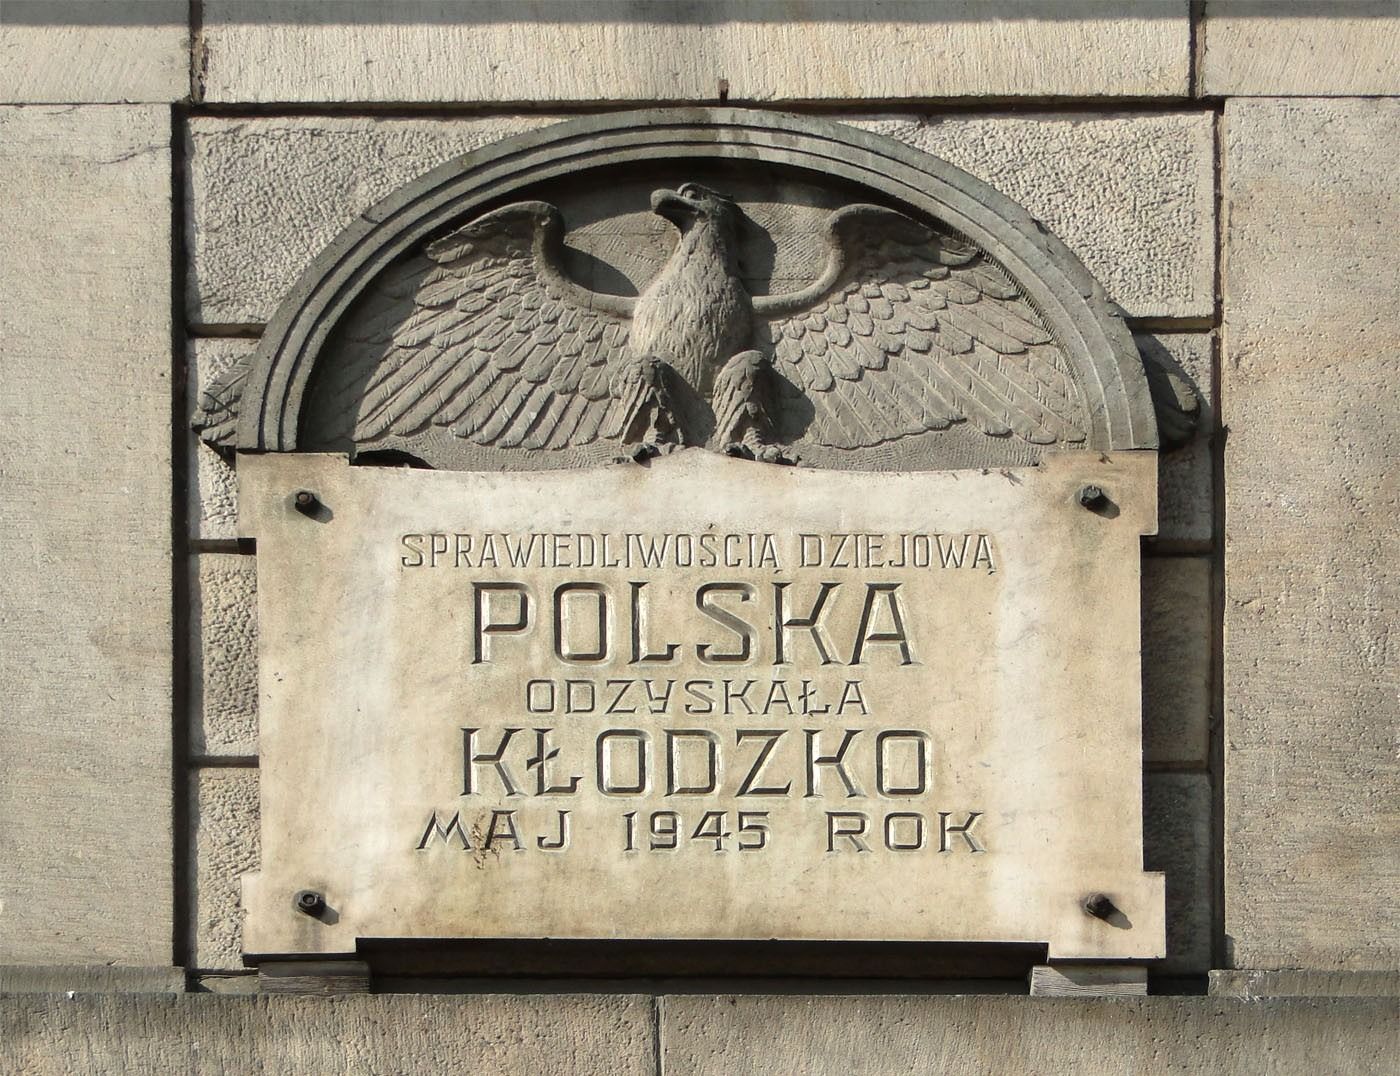 SPRAWIEDLIWOŚCIĄ DZIEJOWĄ
POLSKA
ODZYSKAŁA
KŁODZKO
MAJ 1945 ROK